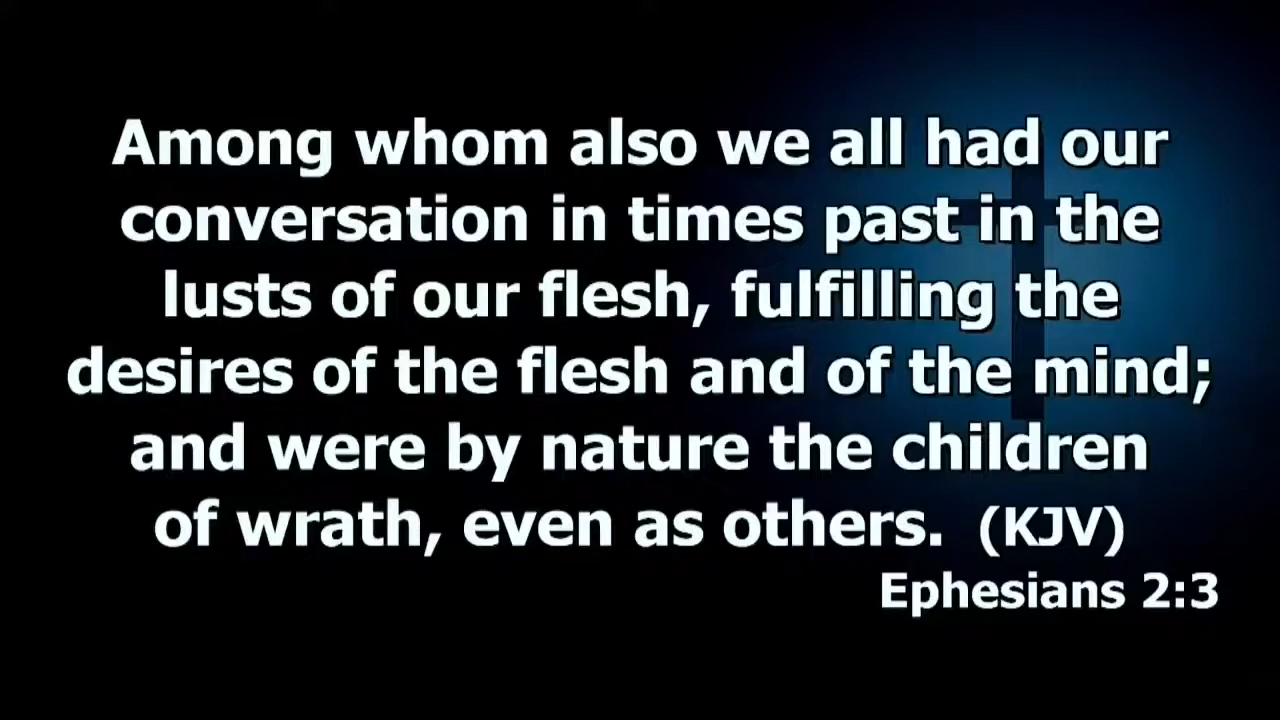 Among whom also we all had our
conversation in times past in the
lusts of our flesh, fulfilling the
desires of the flesh and of the mind;
and were by nature the children
of wrath, even as others. (KJV)
Ephesians 2:3